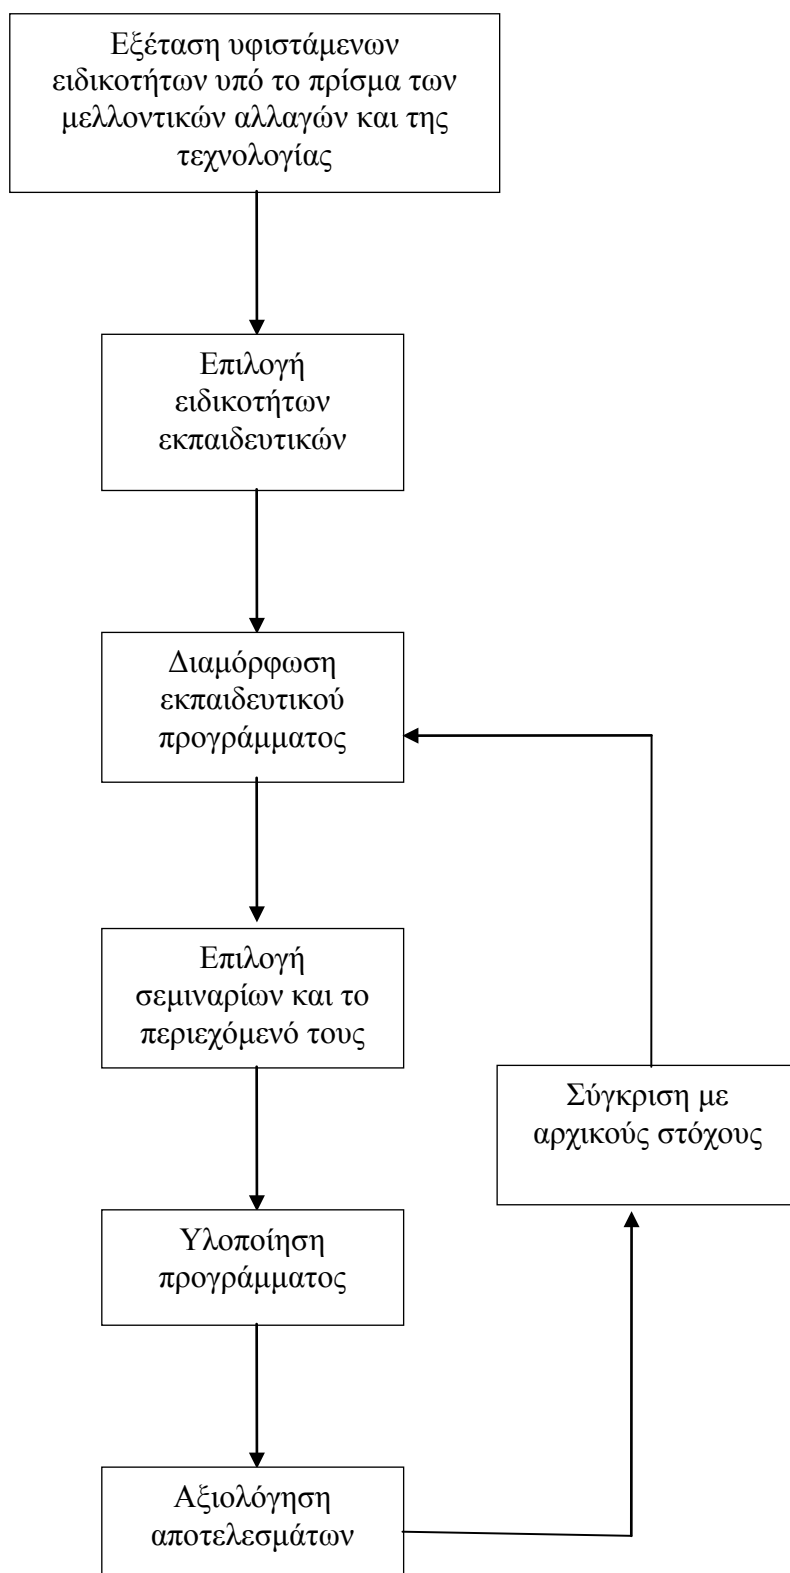 Εξέταση υφιστάμενων
ειδικοτήτων υπό το πρίσμα των
μελλοντικών αλλαγών και της
τεχνολογίας
Επιλογή
ειδικοτήτων
εκπαιδευτικών
Διαμόρφωση
εκπαιδευτικού
προγράμματος
Επιλογή
σεμιναρίων και το
περιεχόμενό τους
Σύγκριση με
αρχικούς στόχους
Υλοποίηση
προγράμματος
Αξιολόγηση
αποτελεσμάτων